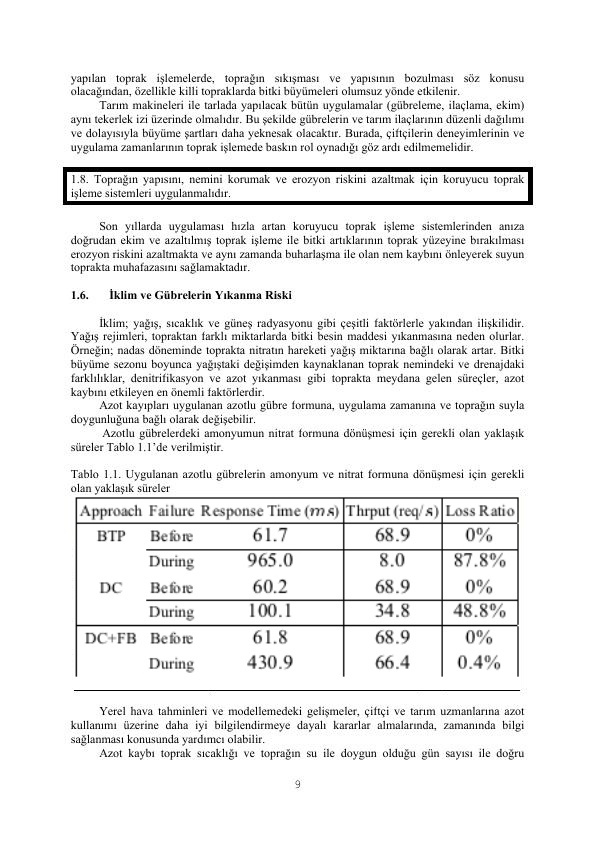 yapılan toprak işlemelerde, toprağın sıkışması ve yapısının bozulması söz konusu
olacağından, özellikle killi topraklarda bitki büyümeleri olumsuz yönde etkilenir.
Tarım makineleri ile tarlada yapılacak bütün uygulamalar (gübreleme, ilaçlama, ekim)
aynı tekerlek izi üzerinde olmalıdır. Bu şekilde gübrelerin ve tarım ilaçlarının düzenli dağılımı
ve dolayısıyla büyüme şartları daha yeknesak olacaktır. Burada, çiftçilerin deneyimlerinin ve
uygulama zamanlarının toprak işlemede baskın rol oynadığı göz ardı edilmemelidir.
1.8. Toprağın yapısını, nemini korumak ve erozyon riskini azaltmak için koruyucu toprak
işleme sistemleri uygulanmalıdır.
Son yıllarda uygulaması hızla artan koruyucu toprak işleme sistemlerinden anıza
doğrudan ekim ve azaltılmış toprak işleme ile bitki artıklarının toprak yüzeyine bırakılması
erozyon riskini azaltmakta ve aynı zamanda buharlaşma ile olan nem kaybını önleyerek suyun
toprakta muhafazasını sağlamaktadır.
1.6. İklim ve Gübrelerin Yıkanma Riski
İklim; yağış, sıcaklık ve güneş radyasyonu gibi çeşitli faktörlerle yakından ilişkilidir.
Yağış rejimleri, topraktan farklı miktarlarda bitki besin maddesi yıkanmasına neden olurlar.
Örneğin; nadas döneminde toprakta nitratın hareketi yağış miktarına bağlı olarak artar. Bitki
büyüme sezonu boyunca yağıştaki değişimden kaynaklanan toprak nemindeki ve drenajdaki
farklılıklar, denitrifikasyon ve azot yıkanması gibi toprakta meydana gelen süreçler, azot
kaybını etkileyen en önemli faktörlerdir.
Azot kayıpları uygulanan azotlu gübre formuna, uygulama zamanına ve toprağın suyla
doygunluğuna bağlı olarak değişebilir.
Azotlu gübrelerdeki amonyumun nitrat formuna dönüşmesi için gerekli olan yaklaşık
süreler Tablo 1.1’de verilmiştir.
Tablo 1.1. Uygulanan azotlu gübrelerin amonyum ve nitrat formuna dönüşmesi için gerekli
olan yaklaşık süreler
Approach Failure Response Time (ms) Thrput (req/s) Loss Ratio
BTP Before 61.7 68.9 0%
During 965.0 8.0 87.8%
DC Before 60.2 68.9 0%
During 100.1 34.8 48.8%
DC+FB Before 61.8 68.9 0%
During 430.9 66.4 0.4%
Yerel hava tahminleri ve modellemedeki gelişmeler, çiftçi ve tarım uzmanlarına azot
kullanımı üzerine daha iyi bilgilendirmeye dayalı kararlar almalarında, zamanında bilgi
sağlanması konusunda yardımcı olabilir.
Azot kaybı toprak sıcaklığı ve toprağın su ile doygun olduğu gün sayısı ile doğru
9